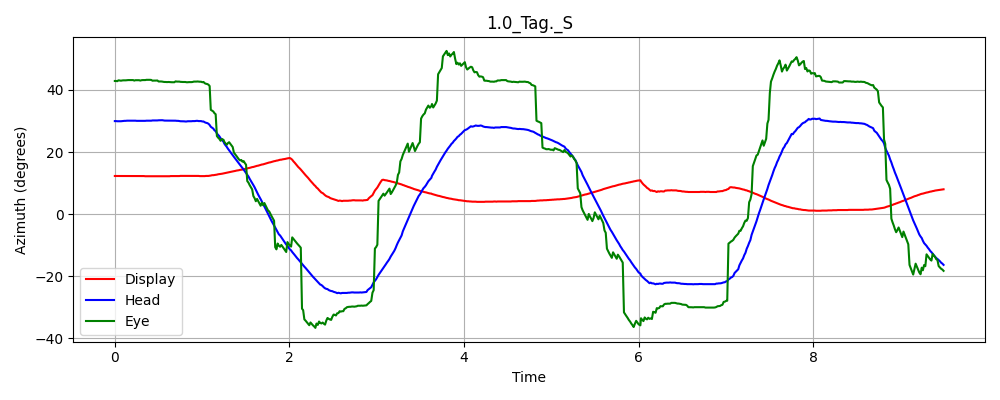 1.0_Tag._S
Azimuth (degrees)
40
20
0
−20
−40
Display
Head
Eye
0 2 4 6 8
Time